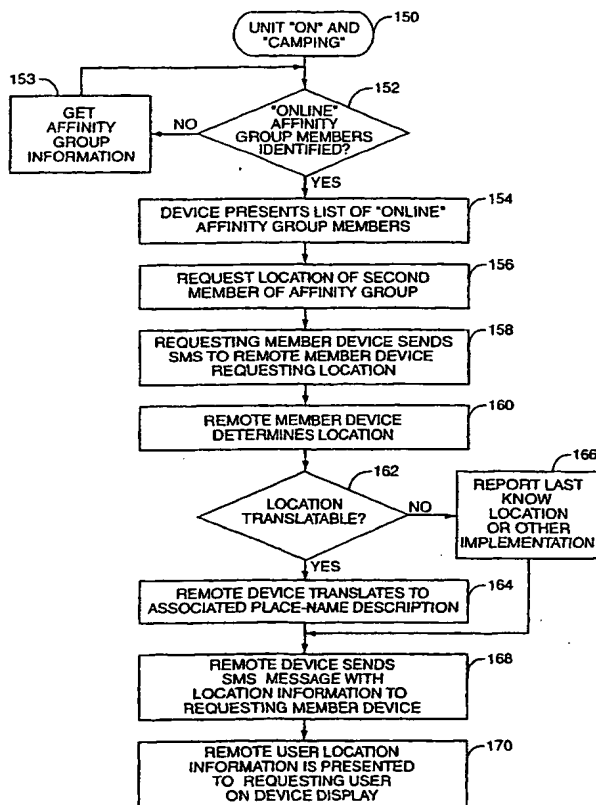 UNIT "ON" AND
"CAMPING"
150
153
GET
AFFINITY
GROUP
INFORMATION
NO
152
"ONLINE"
AFFINITY
GROUP MEMBERS
IDENTIFIED?
YES
154
DEVICE PRESENTS LIST OF "ONLINE"
AFFINITY GROUP MEMBERS
156
REQUEST LOCATION OF SECOND
MEMBER OF AFFINITY GROUP
158
REQUESTING MEMBER DEVICE SENDS
SMS TO REMOTE MEMBER DEVICE
REQUESTING LOCATION
160
REMOTE MEMBER DEVICE
DETERMINES LOCATION
162
LOCATION
TRANSLATABLE?
NO
166
REPORT LAST
KNOW
LOCATION
OR OTHER
IMPLEMENTATION
YES
164
REMOTE DEVICE TRANSLATES TO
ASSOCIATED PLACE-NAME DESCRIPTION
168
REMOTE DEVICE SENDS
SMS MESSAGE WITH
LOCATION INFORMATION TO
REQUESTING MEMBER DEVICE
170
REMOTE USER LOCATION
INFORMATION IS PRESENTED
TO REQUESTING USER
ON DEVICE DISPLAY